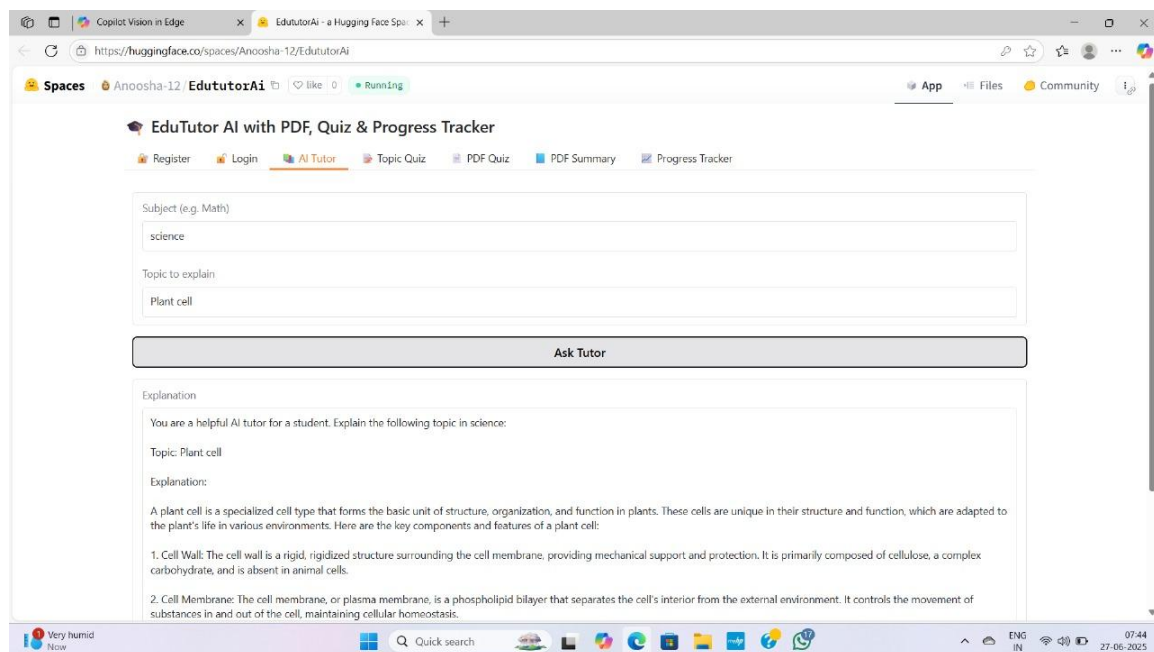 Copilot Vision in Edge
EdututorAi - a Hugging Face Spac
https://huggingface.co/spaces/Anoosha-12/EdututorAi
Spaces Anoosha-12/EdututorAi like 0 Running App Files Community
EduTutor AI with PDF, Quiz & Progress Tracker
Register Login AI Tutor Topic Quiz PDF Quiz PDF Summary Progress Tracker
Subject (e.g. Math)
science
Topic to explain
Plant cell
Ask Tutor
Explanation
You are a helpful AI tutor for a student. Explain the following topic in science:
Topic: Plant cell
Explanation:
A plant cell is a specialized cell type that forms the basic unit of structure, organization, and function in plants. These cells are unique in their structure and function, which are adapted to
the plant's life in various environments. Here are the key components and features of a plant cell:
1. Cell Wall: The cell wall is a rigid, rigidized structure surrounding the cell membrane, providing mechanical support and protection. It is primarily composed of cellulose, a complex
carbohydrate, and is absent in animal cells.
2. Cell Membrane: The cell membrane, or plasma membrane, is a phospholipid bilayer that separates the cell's interior from the external environment. It controls the movement of
substances in and out of the cell, maintaining cellular homeostasis.
1 Very humid
Now
Quick search
ENG
IN
07:44
27-06-2025